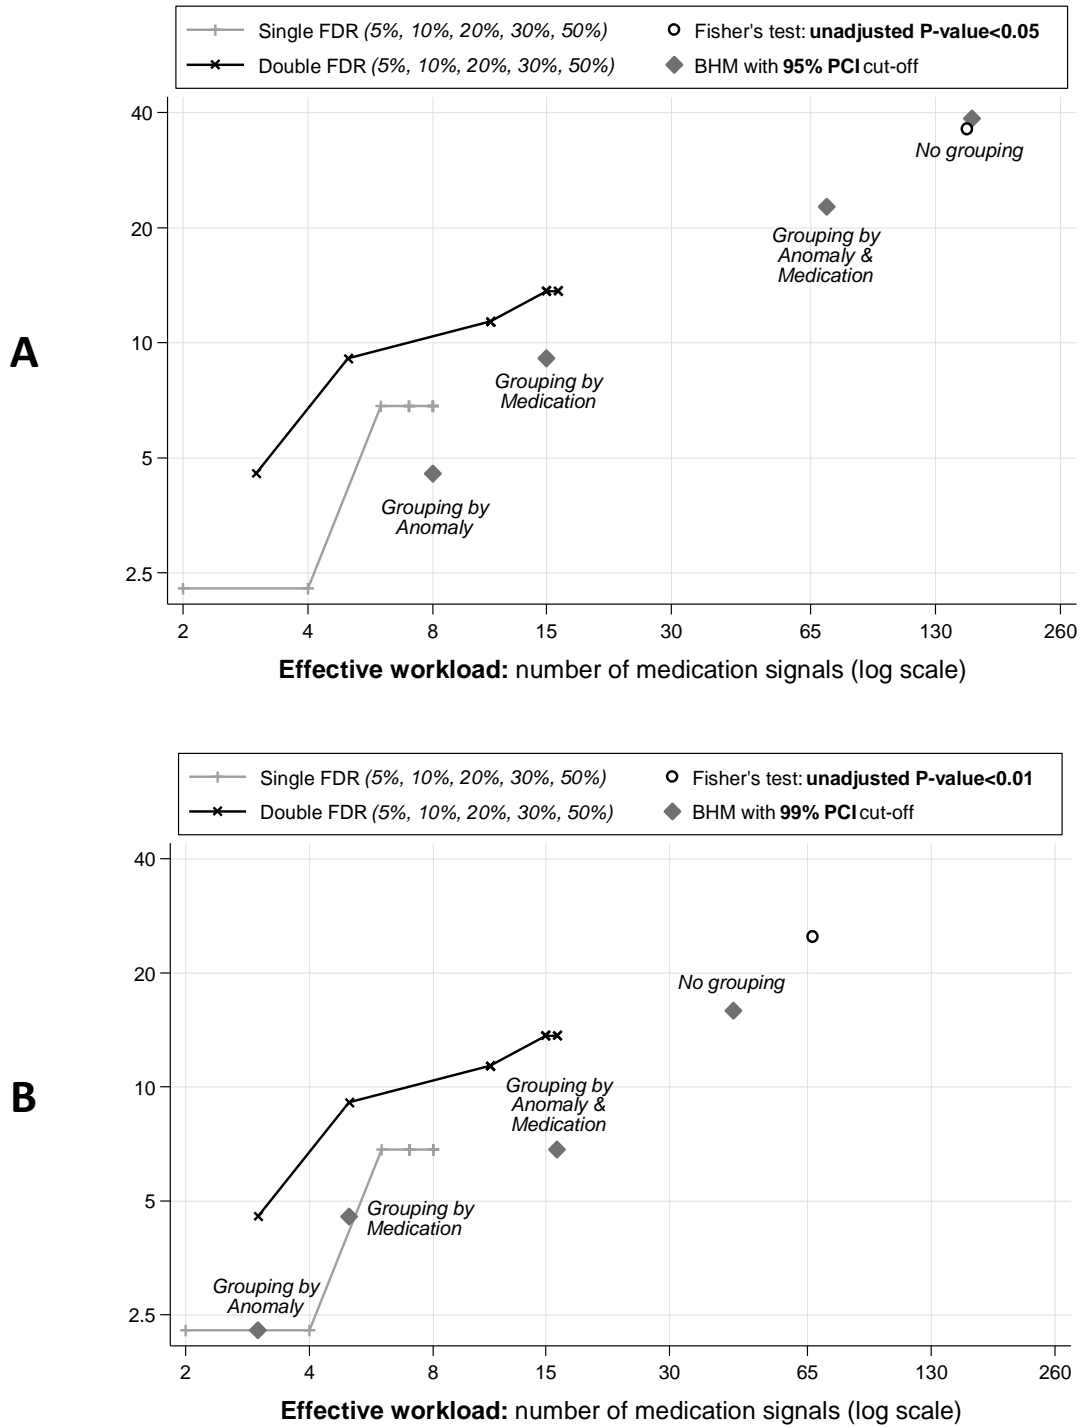 Single FDR (5%, 10%, 20%, 30%, 50%)
Fisher's test: unadjusted P-value<0.05
Double FDR (5%, 10%, 20%, 30%, 50%)
BHM with 95% PCI cut-off
40
No grouping
20
Grouping by
Anomaly &
Medication
A
10
Grouping by
Medication
5
Grouping by
Anomaly
2.5
2 4 8 15 30 65 130 260
Effective workload: number of medication signals (log scale)
Single FDR (5%, 10%, 20%, 30%, 50%)
Fisher's test: unadjusted P-value<0.01
Double FDR (5%, 10%, 20%, 30%, 50%)
BHM with 99% PCI cut-off
40
20
No grouping
B
10
Grouping by
Anomaly &
Medication
5
Grouping by
Medication
Grouping by
Anomaly
2.5
2 4 8 15 30 65 130 260
Effective workload: number of medication signals (log scale)